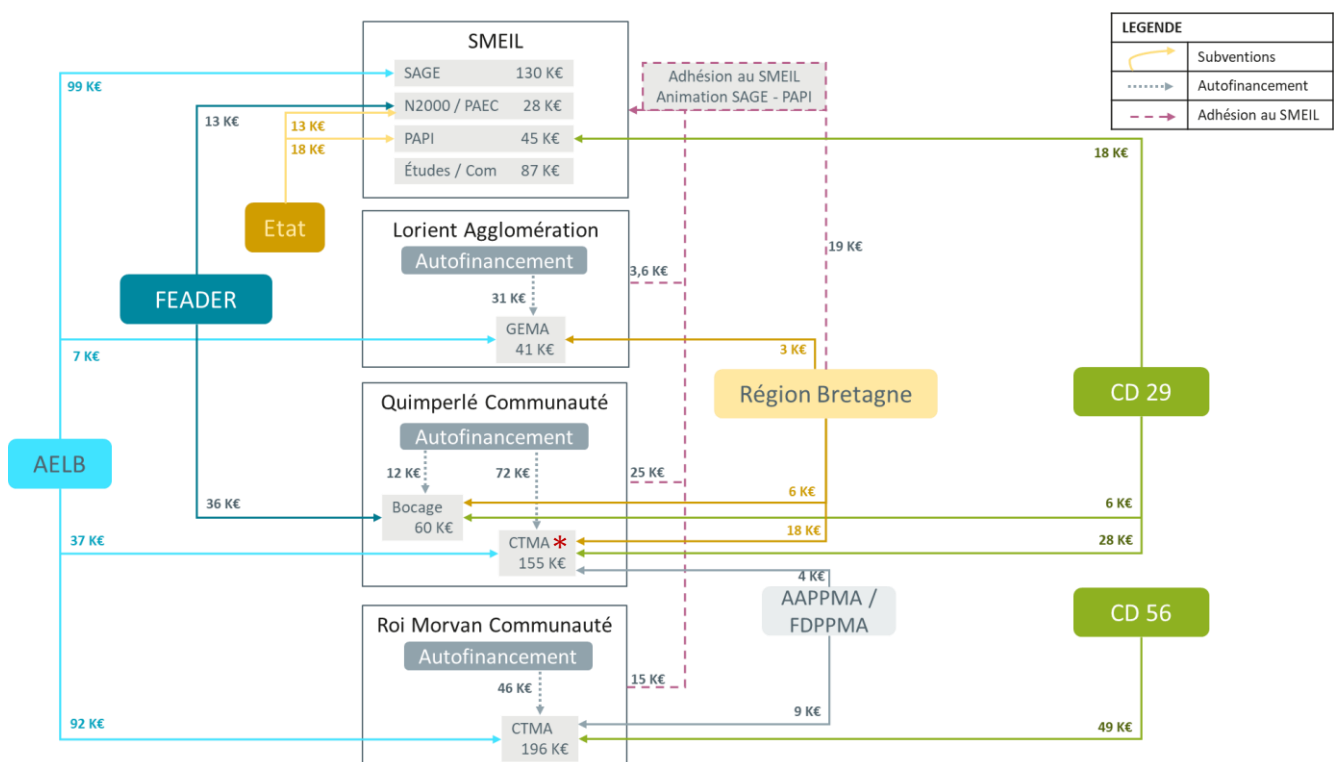 LEGENDE
Subventions
Autofinancement
Adhésion au SMEIL
SMEIL
SAGE 130 K€
N2000 / PAEC 28 K€
PAPI 45 K€
Études / Com 87 K€
Adhésion au SMEIL
Animation SAGE - PAPI
99 K€
13 K€
13 K€
18 K€
18 K€
Etat
Lorient Agglomération
Autofinancement
31 K€
GEMA
41 K€
3,6 K€
19 K€
FEADER
7 K€
3 K€
Région Bretagne
CD 29
Quimperlé Communauté
Autofinancement
12 K€
72 K€
25 K€
AELB
Bocage
60 K€
36 K€
6 K€
6 K€
CTMA *
155 K€
37 K€
18 K€
28 K€
4 K€
AAPPMA /
FDPPMA
CD 56
Roi Morvan Communauté
Autofinancement
46 K€
15 K€
CTMA
196 K€
92 K€
9 K€
49 K€